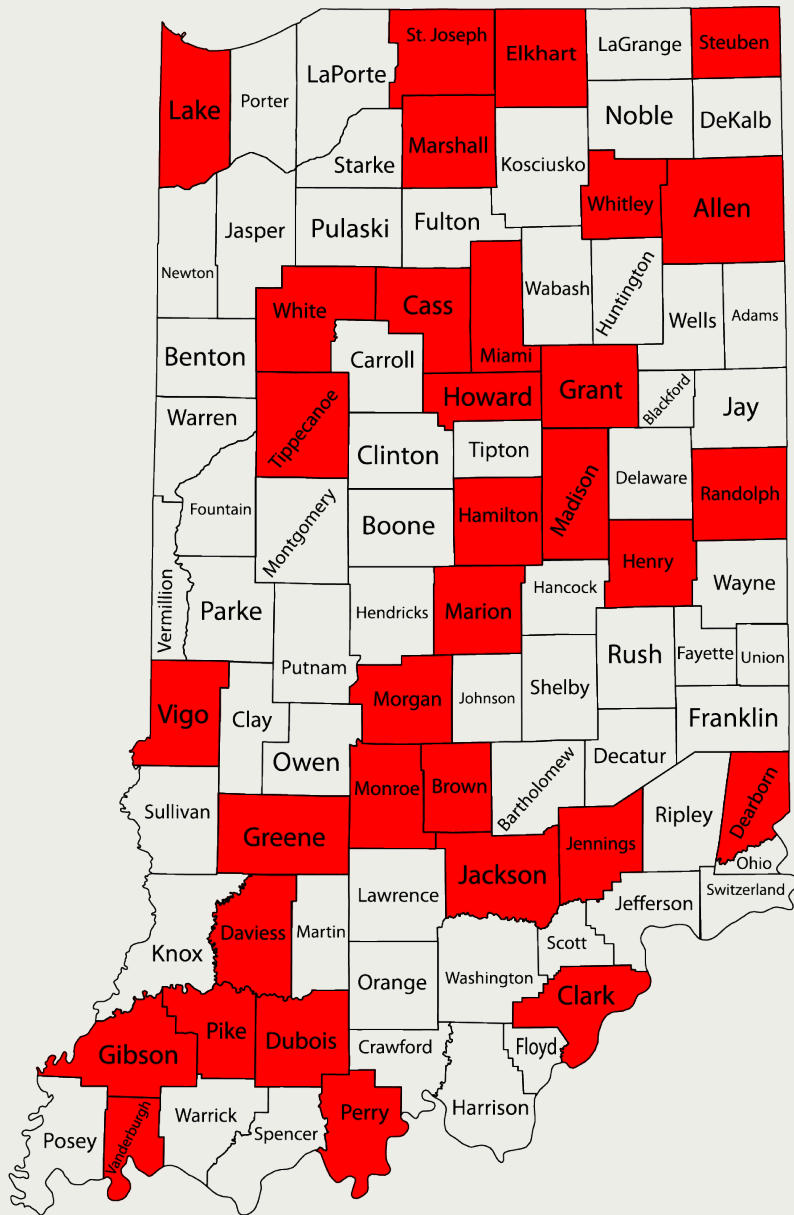 St. Joseph
Elkhart
LaGrange
Steuben
LaPorte
Lake
Porter
Noble
DeKalb
Marshall
Starke
Kosciusko
Whitley
Allen
Jasper
Pulaski
Fulton
Newton
Wabash
Huntington
White
Cass
Wells
Adams
Benton
Carroll
Miami
Howard
Grant
Blackford
Jay
Warren
Tippecanoe
Clinton
Tipton
Delaware
Randolph
Fountain
Montgomery
Boone
Hamilton
Madison
Henry
Wayne
Vermillion
Parke
Hendricks
Marion
Hancock
Putnam
Rush
Fayette
Union
Vigo
Clay
Morgan
Johnson
Shelby
Franklin
Owen
Monroe
Brown
Bartholomew
Decatur
Dearborn
Sullivan
Greene
Jennings
Ripley
Ohio
Jackson
Switzerland
Lawrence
Jefferson
Knox
Daviess
Martin
Scott
Orange
Washington
Clark
Pike
Dubois
Crawford
Floyd
Gibson
Harrison
Perry
Posey
Vanderburgh
Warrick
Spencer